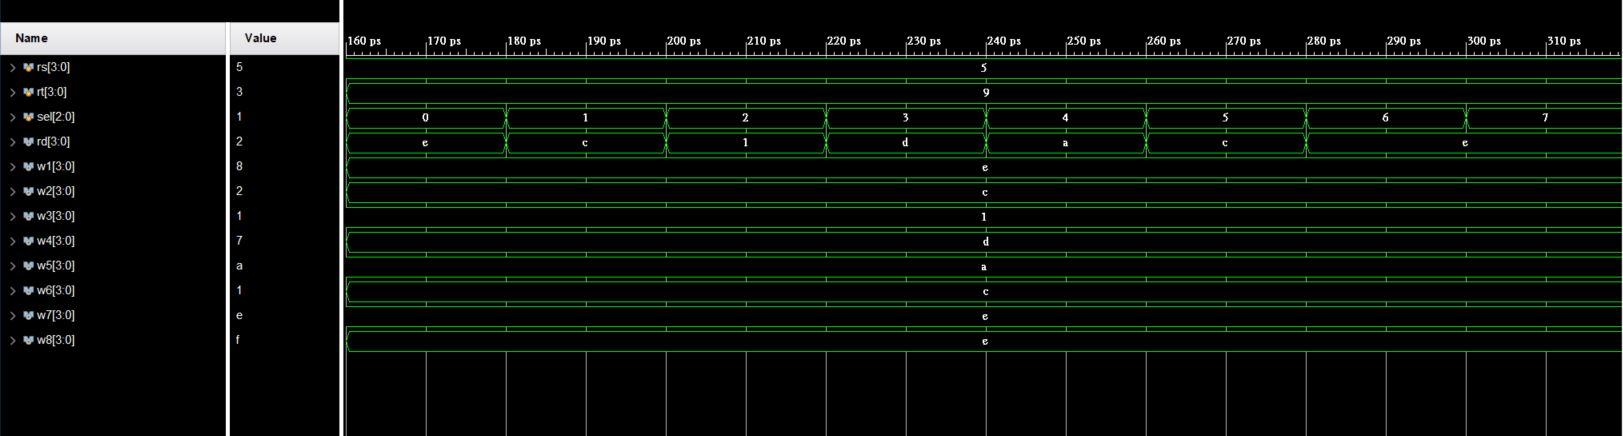 Name Value 160 ps 170 ps 180 ps 190 ps 200 ps 210 ps 220 ps 230 ps 240 ps 250 ps 260 ps 270 ps 280 ps 290 ps 300 ps 310 ps
rs[3:0] 5 5
rt[3:0] 3 9
sel[2:0] 1 0 1 2 3 4 5 6 7
rd[3:0] 2 e c 1 d a c e
w1[3:0] 8 e
w2[3:0] 2 c
w3[3:0] 1 1
w4[3:0] 7 d
w5[3:0] a a
w6[3:0] 1 c
w7[3:0] e e
w8[3:0] f e